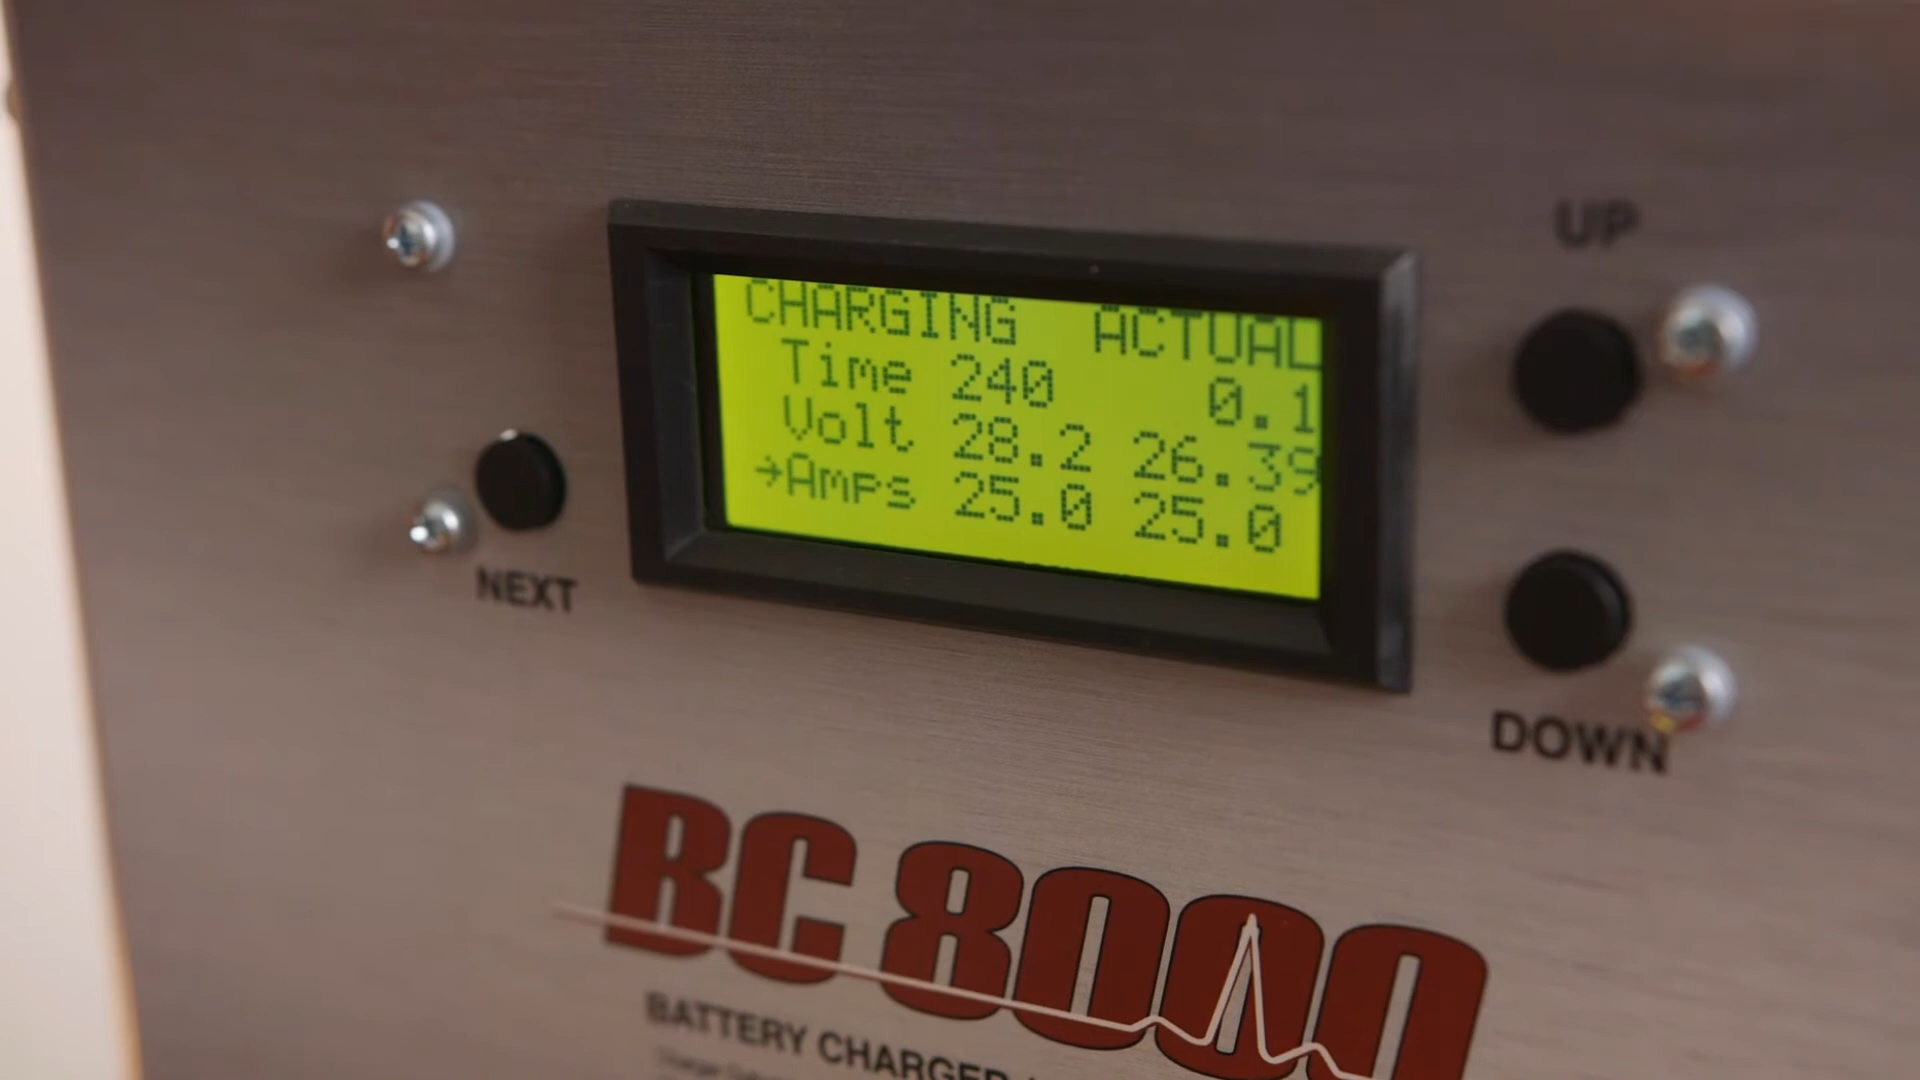 UP
CHARGING ACTUAL
Time 240 0.1
Volt 28.2 26.39
→Amps 25.0 25.0
NEXT
DOWN
BC 8000
BATTERY CHARGER